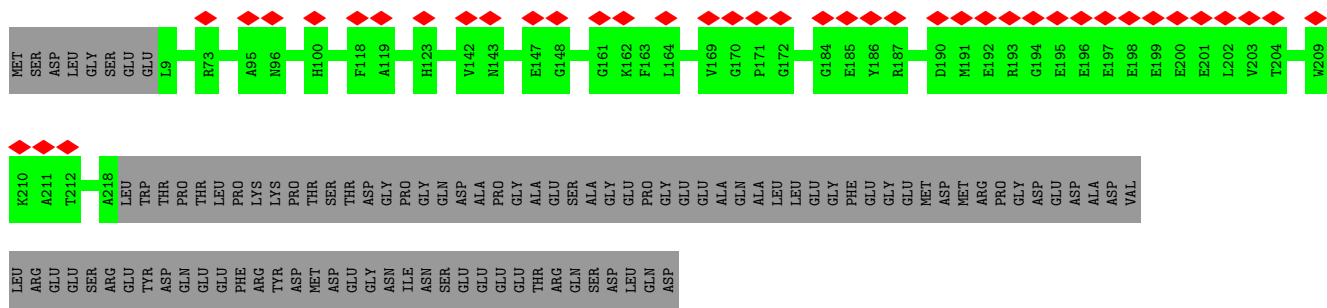 MET SER ASP LEU GLY SER GLU GLU L9 R73 A95 N96 H100 F118 A119 H123 V142 N143 E147 G148 G161 K162 F163 L164 V169 G170 P171 G172 G184 E185 Y186 R187 D190 M191 E192 R193 G194 E195 E196 E197 E198 E199 E200 E201 L202 V203 T204 W209
K210 A211 T212 A218 LEU TRP THR PRO THR LEU PRO LYS LYS PRO THR SER THR ASP GLY PRO GLY GLN ASP ALA PRO GLY ALA GLU SER ALA GLY GLU PRO GLY GLU GLU ALA GLN ALA LEU LEU GLU GLY PHE GLU GLY GLU MET ASP MET ARG PRO GLY ASP GLU ASP ALA ASP VAL
LEU ARG GLU GLU SER ARG GLU TYR ASP GLN GLU GLU PHE ARG TYR ASP MET ASP GLU GLY ASN ILE ASN SER GLU GLU GLU GLU THR ARG GLN SER ASP LEU GLN ASP